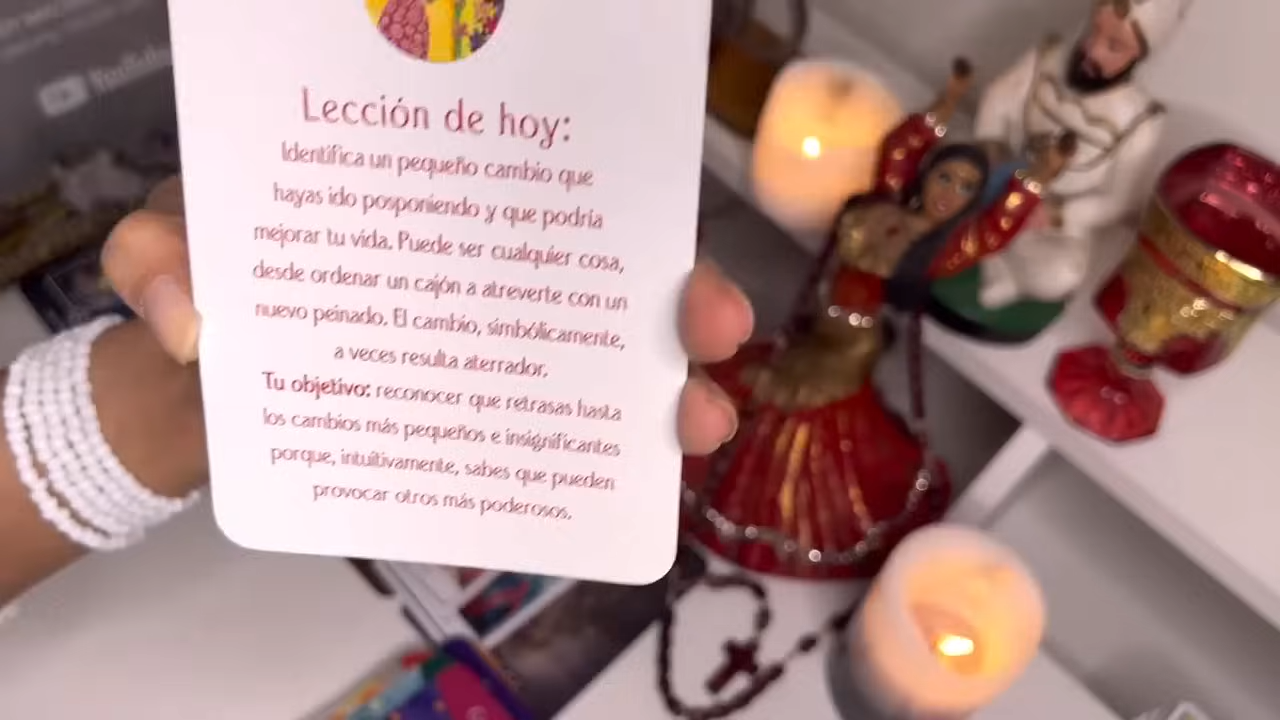 YouTube
Lección de hoy:
Identifica un pequeño cambio que
hayas ido posponiendo y que podría
mejorar tu vida. Puede ser cualquier cosa,
desde ordenar un cajón a atreverte con un
nuevo peinado. El cambio, simbólicamente,
a veces resulta aterrador.
Tu objetivo: reconocer que retrasas hasta
los cambios más pequeños e insignificantes
porque, intuitivamente, sabes que pueden
provocar otros más poderosos.